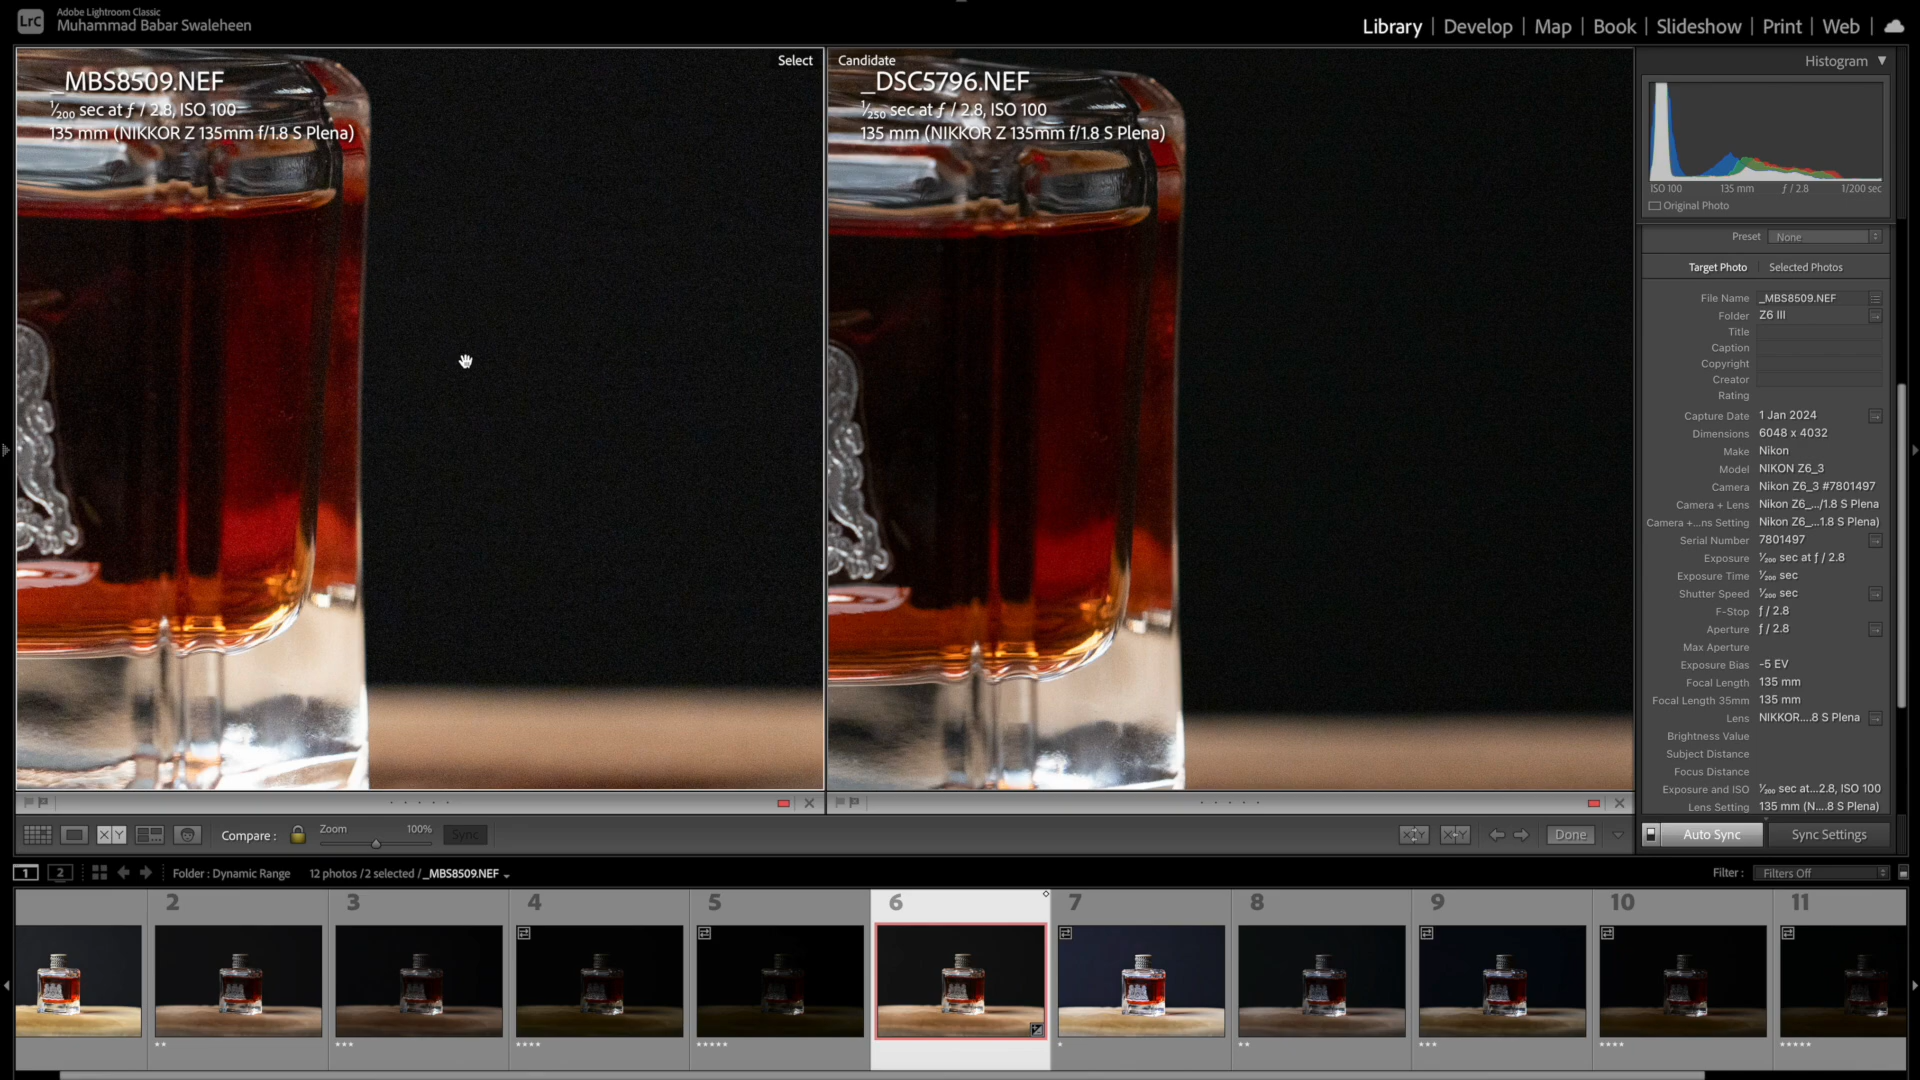 LrC
Adobe Lightroom Classic
Muhammad Babar Swaleheen
Library | Develop | Map | Book | Slideshow | Print | Web |
Select
_MBS8509.NEF
1/200 sec at ƒ / 2.8, ISO 100
135 mm (NIKKOR Z 135mm f/1.8 S Plena)
Candidate
_DSC5796.NEF
1/250 sec at ƒ / 2.8, ISO 100
135 mm (NIKKOR Z 135mm f/1.8 S Plena)
Histogram
ISO 100 135 mm ƒ / 2.8 1/200 sec
Original Photo
Preset None
Target Photo Selected Photos
File Name _MBS8509.NEF
Folder Z6 III
Title
Caption
Copyright
Creator
Rating
Capture Date 1 Jan 2024
Dimensions 6048 x 4032
Make Nikon
Model NIKON Z6_3
Camera Nikon Z6_3 #7801497
Camera + Lens Nikon Z6_.../1.8 S Plena
Camera +...ns Setting Nikon Z6_...1.8 S Plena)
Serial Number 7801497
Exposure 1/200 sec at ƒ / 2.8
Exposure Time 1/200 sec
Shutter Speed 1/200 sec
F-Stop ƒ / 2.8
Aperture ƒ / 2.8
Max Aperture
Exposure Bias -5 EV
Focal Length 135 mm
Focal Length 35mm 135 mm
Lens NIKKOR....8 S Plena
Brightness Value
Subject Distance
Focus Distance
Exposure and ISO 1/200 sec at...2.8, ISO 100
Lens Setting 135 mm (N....8 S Plena)
Auto Sync Sync Settings
X Y Compare : Zoom 100% Sync
X Y X Y Done
1 2 Folder : Dynamic Range 12 photos / 2 selected / _MBS8509.NEF
Filter : Filters Off
2 3 4 5 6 7 8 9 10 11